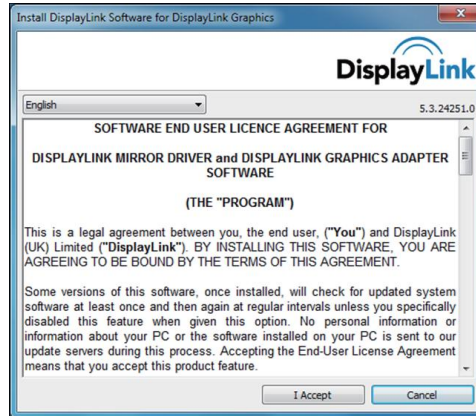 Install DisplayLink Software for DisplayLink Graphics
DisplayLink
English
5.3.24251.0
SOFTWARE END USER LICENCE AGREEMENT FOR
DISPLAYLINK MIRROR DRIVER and DISPLAYLINK GRAPHICS ADAPTER
SOFTWARE
(THE "PROGRAM")
This is a legal agreement between you, the end user, ("You") and DisplayLink
(UK) Limited ("DisplayLink"). BY INSTALLING THIS SOFTWARE, YOU ARE
AGREEING TO BE BOUND BY THE TERMS OF THIS AGREEMENT.
Some versions of this software, once installed, will check for updated system
software at least once and then again at regular intervals unless you specifically
disabled this feature when given this option. No personal information or
information about your PC or the software installed on your PC is sent to our
update servers during this process. Accepting the End-User License Agreement
means that you accept this product feature.
I Accept
Cancel